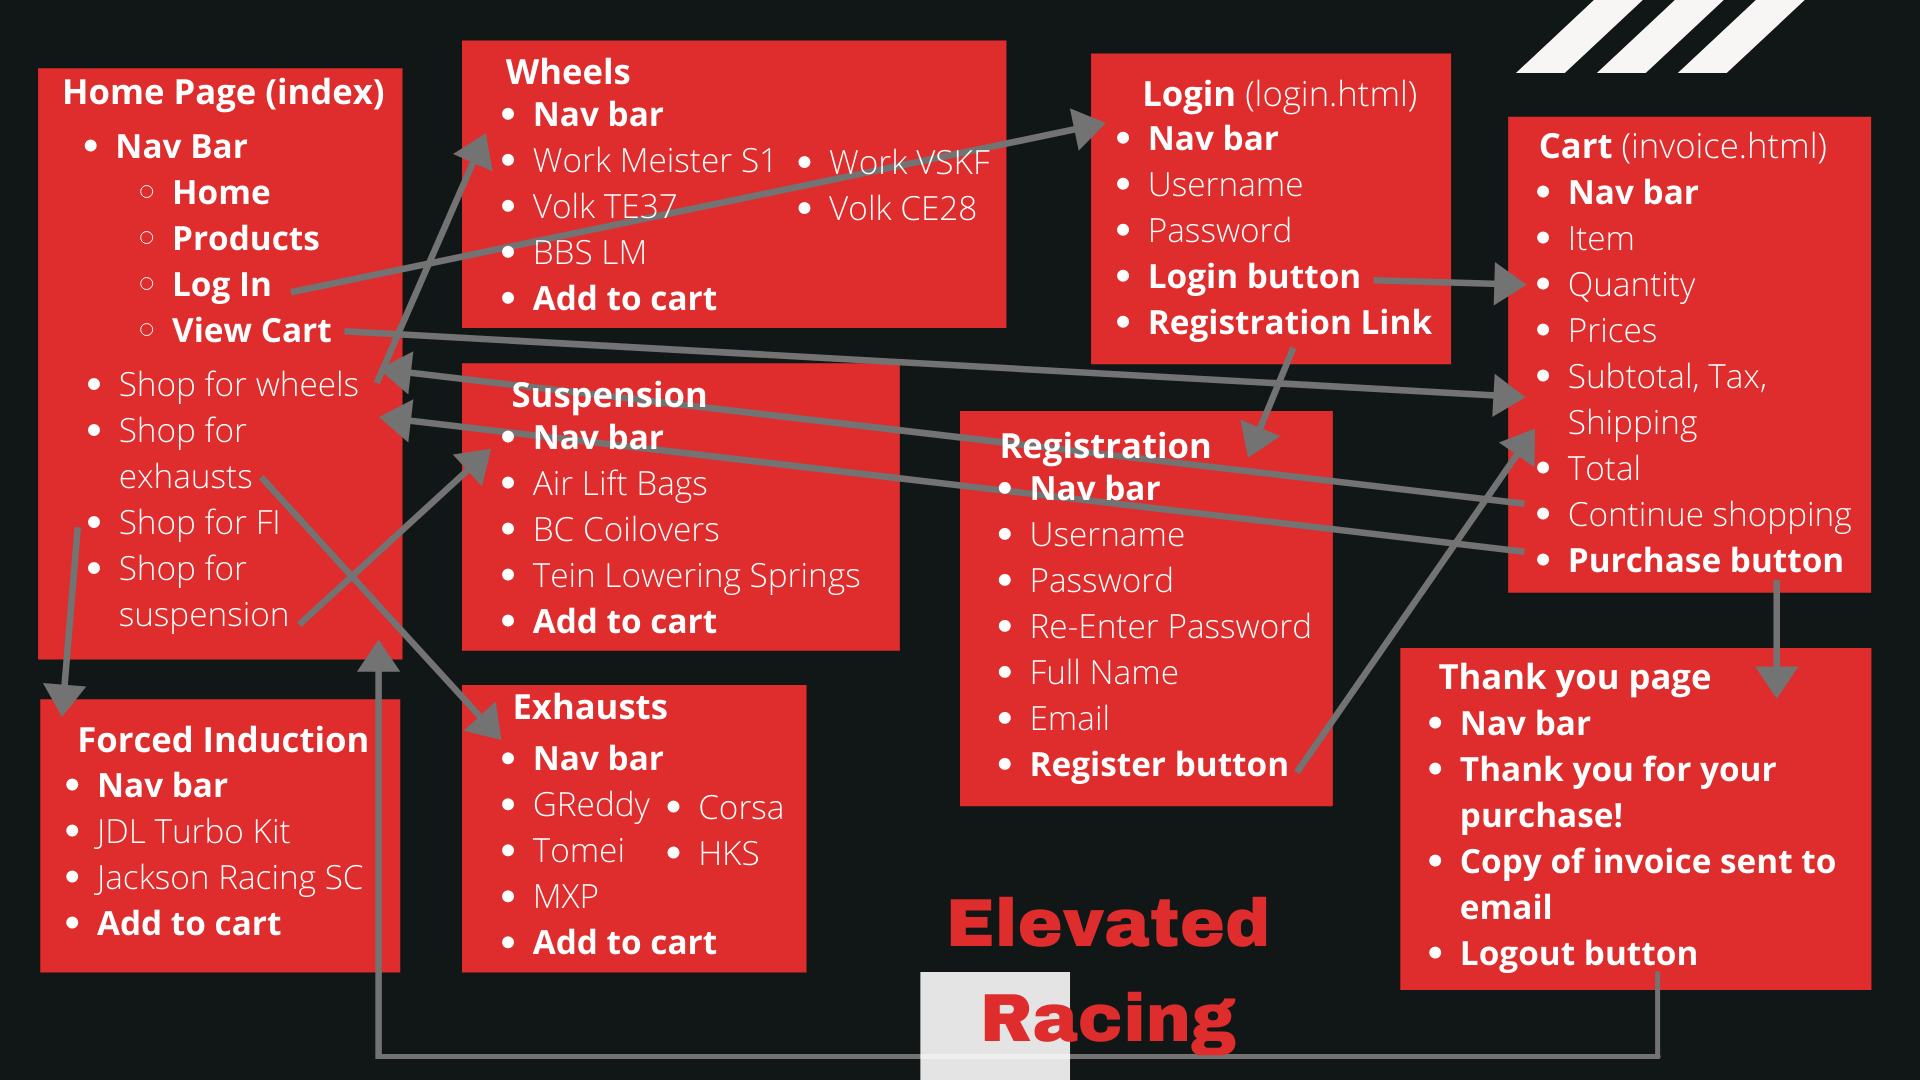 Home Page (index)
Nav Bar
Home
Products
Log In
View Cart
Shop for wheels
Shop for
exhausts
Shop for FI
Shop for
suspension
Forced Induction
Nav bar
JDL Turbo Kit
Jackson Racing SC
Add to cart
Wheels
Nav bar
Work Meister S1
Volk TE37
BBS LM
Add to cart
Work VSKF
Volk CE28
Suspension
Nav bar
Air Lift Bags
BC Coilovers
Tein Lowering Springs
Add to cart
Exhausts
Nav bar
GReddy
Tomei
MXP
Add to cart
Corsa
HKS
Login (login.html)
Nav bar
Username
Password
Login button
Registration Link
Registration
Nav bar
Username
Password
Re-Enter Password
Full Name
Email
Register button
Cart (invoice.html)
Nav bar
Item
Quantity
Prices
Subtotal, Tax,
Shipping
Total
Continue shopping
Purchase button
Thank you page
Nav bar
Thank you for your
purchase!
Copy of invoice sent to
email
Logout button
Elevated
Racing